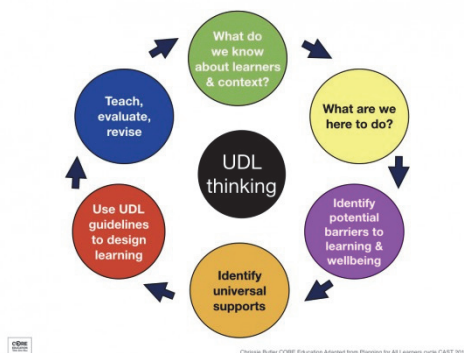 What do
we know
about learners
& context?
What are we
here to do?
Identify
potential
barriers to
learning &
wellbeing
Identify
universal
supports
Use UDL
guidelines
to design
learning
Teach,
evaluate,
revise
UDL
thinking
CORE
EDUCATION
Chrissie Butler CORE Education Adapted from Planning for All Learners cycle CAST 20